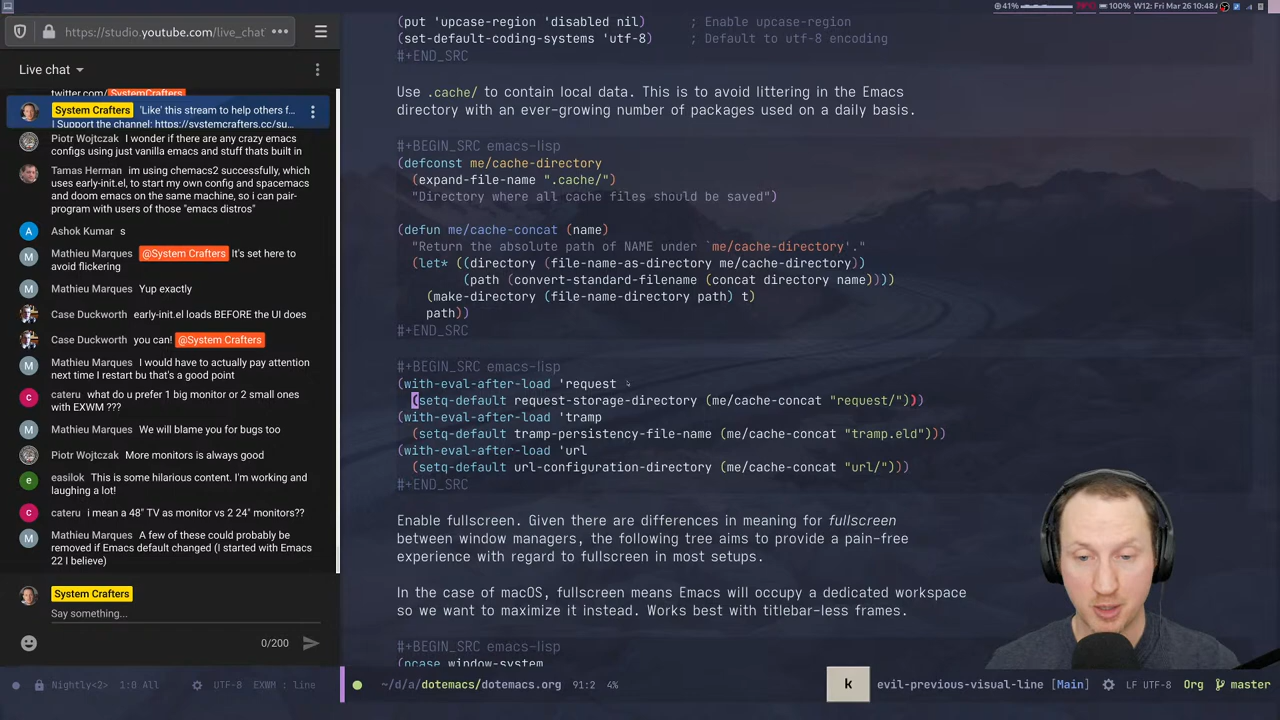 41%
100% W12: Fri Mar 26 10:48
https://studio.youtube.com/live_chat
Live chat
twitter.com/SystemCrafters
System Crafters 'Like' this stream to help others f...
| Support the channel: https://systemcrafters.cc/su...
Piotr Wojtczak I wonder if there are any crazy emacs
configs using just vanilla emacs and stuff thats built in
Tamas Herman im using chemacs2 successfully, which
uses early-init.el, to start my own config and spacemacs
and doom emacs on the same machine, so i can pair-
program with users of those "emacs distros"
A Ashok Kumar s
M Mathieu Marques @System Crafters It's set here to
avoid flickering
M Mathieu Marques Yup exactly
Case Duckworth early-init.el loads BEFORE the UI does
Case Duckworth you can! @System Crafters
M Mathieu Marques I would have to actually pay attention
next time I restart bu that's a good point
c cateru what do u prefer 1 big monitor or 2 small ones
with EXWM ???
M Mathieu Marques We will blame you for bugs too
Piotr Wojtczak More monitors is always good
e easilok This is some hilarious content. I'm working and
laughing a lot!
c cateru i mean a 48" TV as monitor vs 2 24" monitors??
M Mathieu Marques A few of these could probably be
removed if Emacs default changed (I started with Emacs
22 I believe)
System Crafters
Say something...
0/200
Nightly<2> 1:0 All UTF-8 EXWM : line
(put 'upcase-region 'disabled nil) ; Enable upcase-region
(set-default-coding-systems 'utf-8) ; Default to utf-8 encoding
#+END_SRC
Use .cache/ to contain local data. This is to avoid littering in the Emacs
directory with an ever-growing number of packages used on a daily basis.
#+BEGIN_SRC emacs-lisp
(defconst me/cache-directory
(expand-file-name ".cache/")
"Directory where all cache files should be saved")
(defun me/cache-concat (name)
"Return the absolute path of NAME under `me/cache-directory'."
(let* ((directory (file-name-as-directory me/cache-directory))
(path (convert-standard-filename (concat directory name))))
(make-directory (file-name-directory path) t)
path))
#+END_SRC
#+BEGIN_SRC emacs-lisp
(with-eval-after-load 'request
(setq-default request-storage-directory (me/cache-concat "request/")))
(with-eval-after-load 'tramp
(setq-default tramp-persistency-file-name (me/cache-concat "tramp.eld")))
(with-eval-after-load 'url
(setq-default url-configuration-directory (me/cache-concat "url/")))
#+END_SRC
Enable fullscreen. Given there are differences in meaning for fullscreen
between window managers, the following tree aims to provide a pain-free
experience with regard to fullscreen in most setups.
In the case of macOS, fullscreen means Emacs will occupy a dedicated workspace
so we want to maximize it instead. Works best with titlebar-less frames.
#+BEGIN_SRC emacs-lisp
(pcase window-system
~/d/a/dotemacs/dotemacs.org 91:2 4% k evil-previous-visual-line [Main] LF UTF-8 Org master